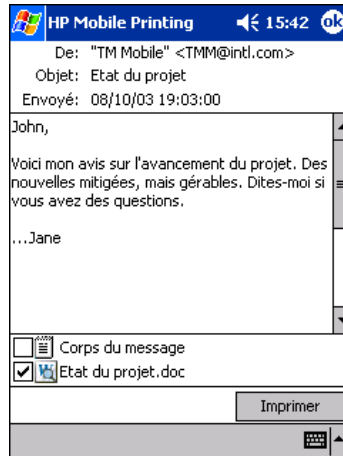 HP Mobile Printing 15:42 ok
De: "TM Mobile" <TMM@intl.com>
Objet: Etat du projet
Envoyé: 08/10/03 19:03:00
John,
Voici mon avis sur l'avancement du projet. Des
nouvelles mitigées, mais gérables. Dites-moi si
vous avez des questions.
...Jane
Corps du message
Etat du projet.doc
Imprimer